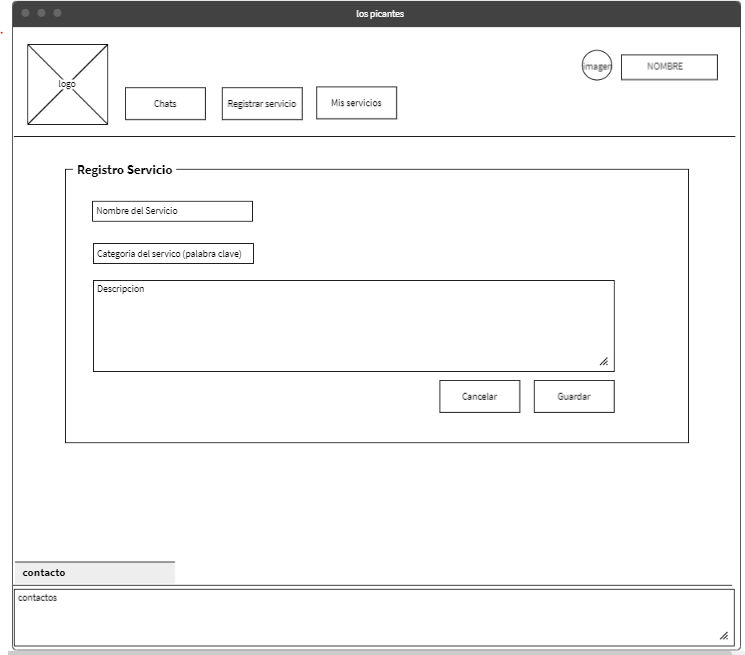 los picantes
logo
imagen
NOMBRE
Chats
Registrar servicio
Mis servicios
Registro Servicio
Nombre del Servicio
Categoria del servico (palabra clave)
Descripcion
Cancelar
Guardar
contacto
contactos